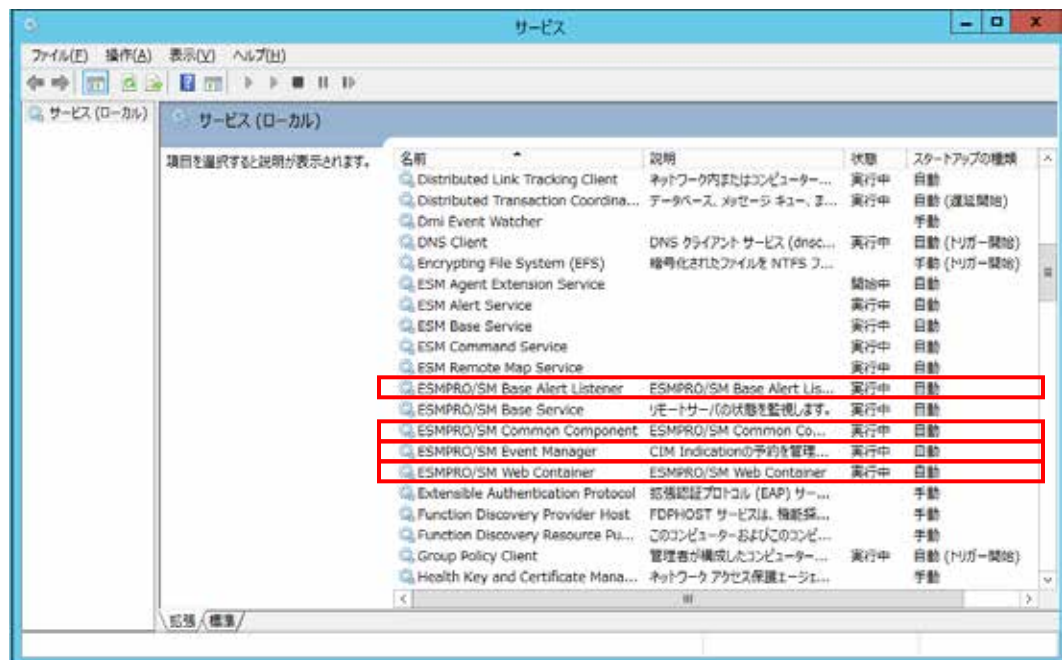 サービス
ファイル(F) 操作(A) 表示(V) ヘルプ(H)
サービス (ローカル)
サービス (ローカル)
項目を選択すると説明が表示されます。
名前 説明 状態 スタートアップの種類
Distributed Link Tracking Client ネットワーク内またはコンピューター... 実行中 自動
Distributed Transaction Coordina... データベース、メッセージ キュー、ま... 実行中 自動 (遅延開始)
Dmi Event Watcher 手動
DNS Client DNS クライアント サービス (dnsc... 実行中 自動 (トリガー開始)
Encrypting File System (EFS) 暗号化されたファイルを NTFS フ... 手動 (トリガー開始)
ESM Agent Extension Service 開始中 自動
ESM Alert Service 実行中 自動
ESM Base Service 実行中 自動
ESM Command Service 実行中 自動
ESM Remote Map Service 実行中 自動
ESMPRO/SM Base Alert Listener ESMPRO/SM Base Alert Lis... 実行中 自動
ESMPRO/SM Base Service リモートサーバの状態を監視します。 実行中 自動
ESMPRO/SM Common Component ESMPRO/SM Common Co... 実行中 自動
ESMPRO/SM Event Manager CIM Indicationの予約を管理... 実行中 自動
ESMPRO/SM Web Container ESMPRO/SM Web Container 実行中 自動
Extensible Authentication Protocol 拡張認証プロトコル (EAP) サー... 手動
Function Discovery Provider Host FDPHOST サービスは、機能探... 手動
Function Discovery Resource Pu... このコンピューターおよびこのコンピ... 手動
Group Policy Client 管理者が構成したコンピューター... 実行中 自動 (トリガー開始)
Health Key and Certificate Mana... ネットワーク アクセス保護エージェ... 手動
拡張 標準